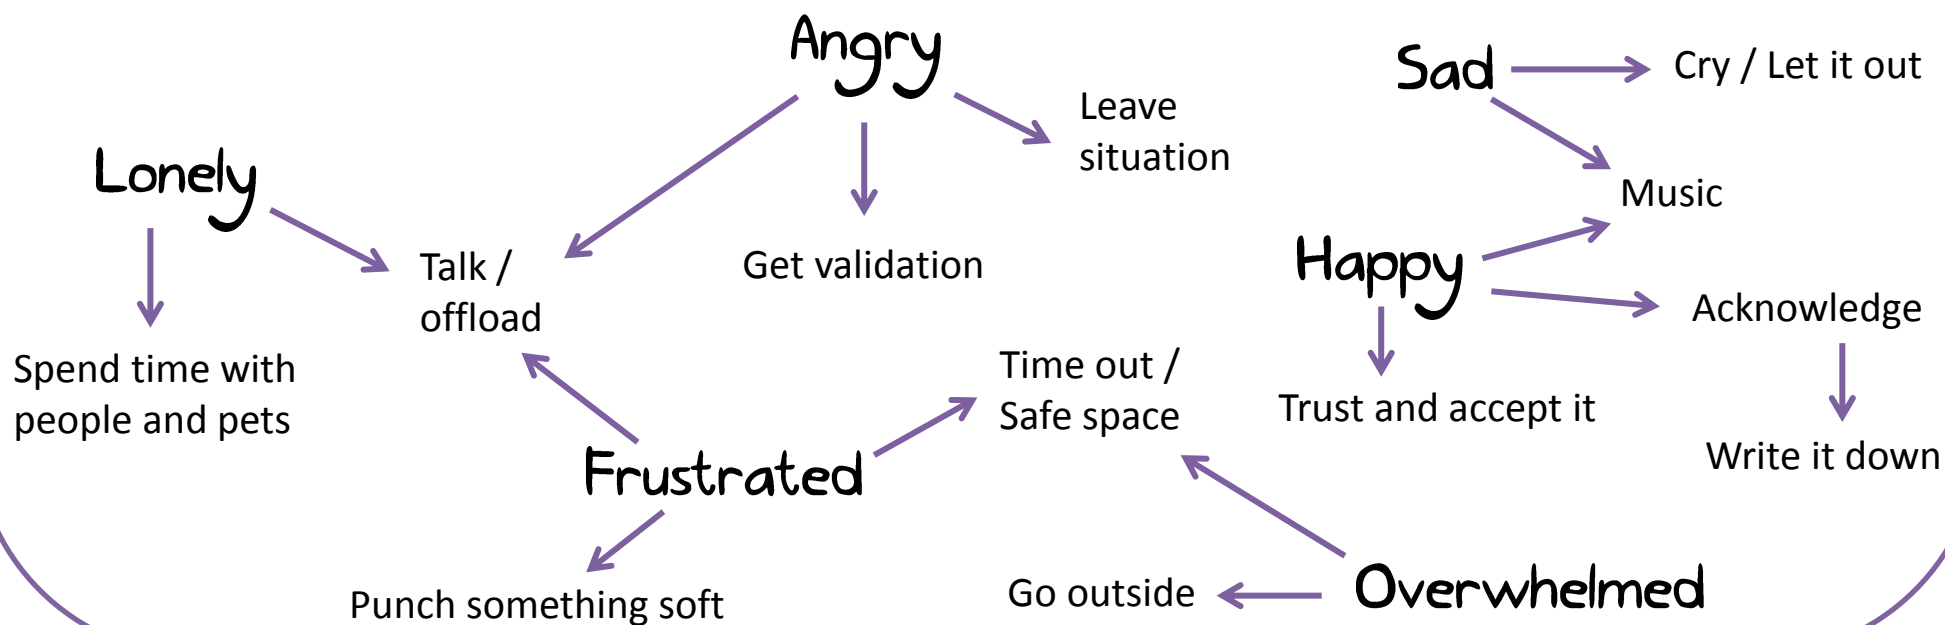 Angry
Sad
Cry / Let it out
Leave
situation
Lonely
Music
Talk /
offload
Get validation
Happy
Acknowledge
Spend time with
people and pets
Time out /
Safe space
Trust and accept it
Write it down
Frustrated
Punch something soft
Go outside
Overwhelmed